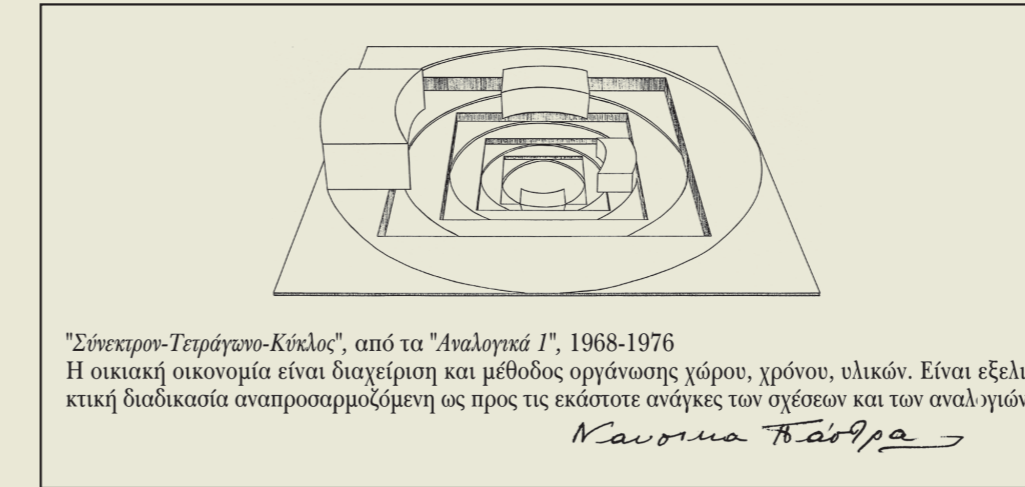 "Σύνεκτρον-Τετράγωνο-Κύκλος", από τα "Αναλογικά 1", 1968-1976
Η οικιακή οικονομία είναι διαχείριση και μέθοδος οργάνωσης χώρου, χρόνου, υλικών. Είναι εξελι
κτική διαδικασία αναπροσαρμοζόμενη ως προς τις εκάστοτε ανάγκες των σχέσεων και των αναλογιών
Ναυσικα Πάστρα